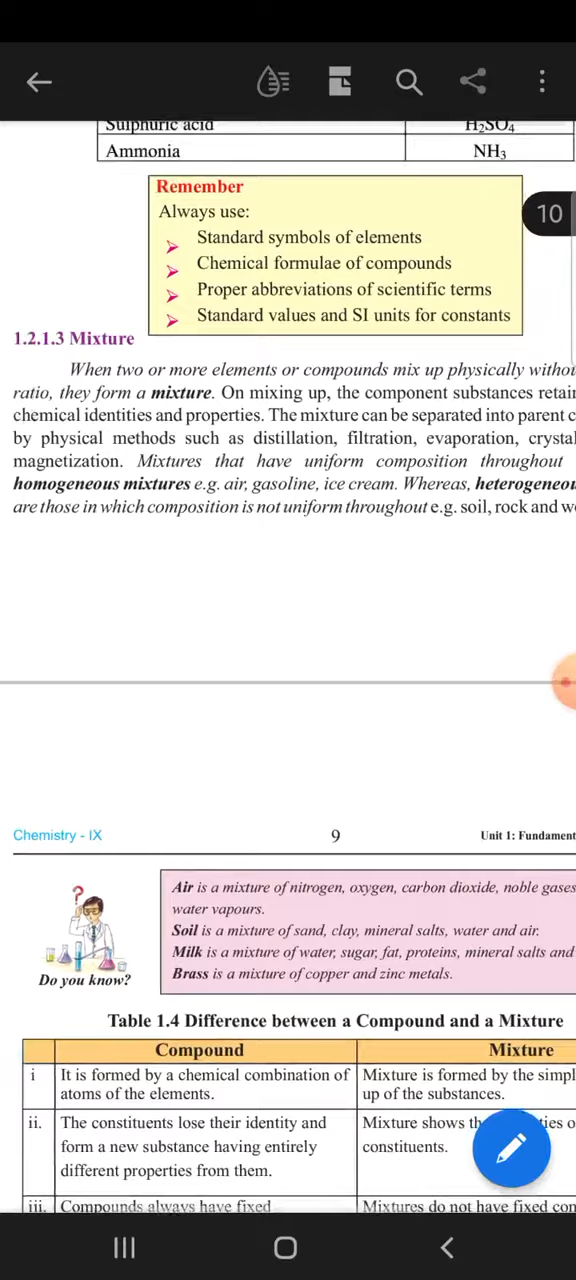 Sulphuric acid H₂SO₄
Ammonia NH₃
Remember
Always use:
Standard symbols of elements
Chemical formulae of compounds
Proper abbreviations of scientific terms
Standard values and SI units for constants
10
1.2.1.3 Mixture
When two or more elements or compounds mix up physically
ratio, they form a mixture. On mixing up, the component substances
chemical identities and properties. The mixture can be separated into parent
by physical methods such as distillation, filtration, evaporation,
magnetization. Mixtures that have uniform composition throughout
homogeneous mixtures e.g. air, gasoline, ice cream. Whereas,
are those in which composition is not uniform throughout e.g. soil, rock and
Chemistry - IX 9 Unit 1:
Do you know?
Air is a mixture of nitrogen, oxygen, carbon dioxide, noble gases
water vapours.
Soil is a mixture of sand, clay, mineral salts, water and air.
Milk is a mixture of water, sugar, fat, proteins, mineral salts and
Brass is a mixture of copper and zinc metals.
Table 1.4 Difference between a Compound and a Mixture
Compound Mixture
i It is formed by a chemical combination of Mixture is formed by the
atoms of the elements. up of the substances.
ii. The constituents lose their identity and Mixture shows
form a new substance having entirely constituents.
different properties from them.
iii. Compounds always have fixed Mixtures do not have fixed